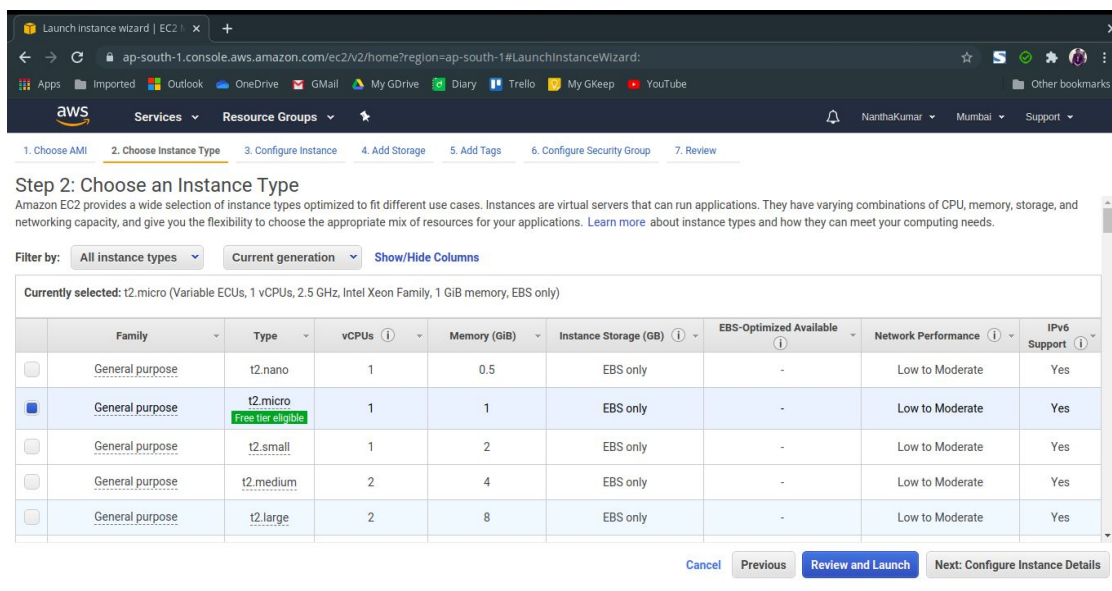 Launch instance wizard | EC2 M
ap-south-1.console.aws.amazon.com/ec2/v2/home?region=ap-south-1#LaunchInstanceWizard:
Apps Imported Outlook OneDrive GMail My GDrive Diary Trello My GKeep YouTube Other bookmarks
aws Services Resource Groups NanthaKumar Mumbai Support
1. Choose AMI 2. Choose Instance Type 3. Configure Instance 4. Add Storage 5. Add Tags 6. Configure Security Group 7. Review
Step 2: Choose an Instance Type
Amazon EC2 provides a wide selection of instance types optimized to fit different use cases. Instances are virtual servers that can run applications. They have varying combinations of CPU, memory, storage, and
networking capacity, and give you the flexibility to choose the appropriate mix of resources for your applications. Learn more about instance types and how they can meet your computing needs.
Filter by: All instance types Current generation Show/Hide Columns
Currently selected: t2.micro (Variable ECUs, 1 vCPUs, 2.5 GHz, Intel Xeon Family, 1 GiB memory, EBS only)
Family Type vCPUs Memory (GiB) Instance Storage (GB) EBS-Optimized Available Network Performance IPv6 Support
General purpose t2.nano 1 0.5 EBS only - Low to Moderate Yes
General purpose t2.micro 1 1 EBS only - Low to Moderate Yes
Free tier eligible
General purpose t2.small 1 2 EBS only - Low to Moderate Yes
General purpose t2.medium 2 4 EBS only - Low to Moderate Yes
General purpose t2.large 2 8 EBS only - Low to Moderate Yes
Cancel Previous Review and Launch Next: Configure Instance Details